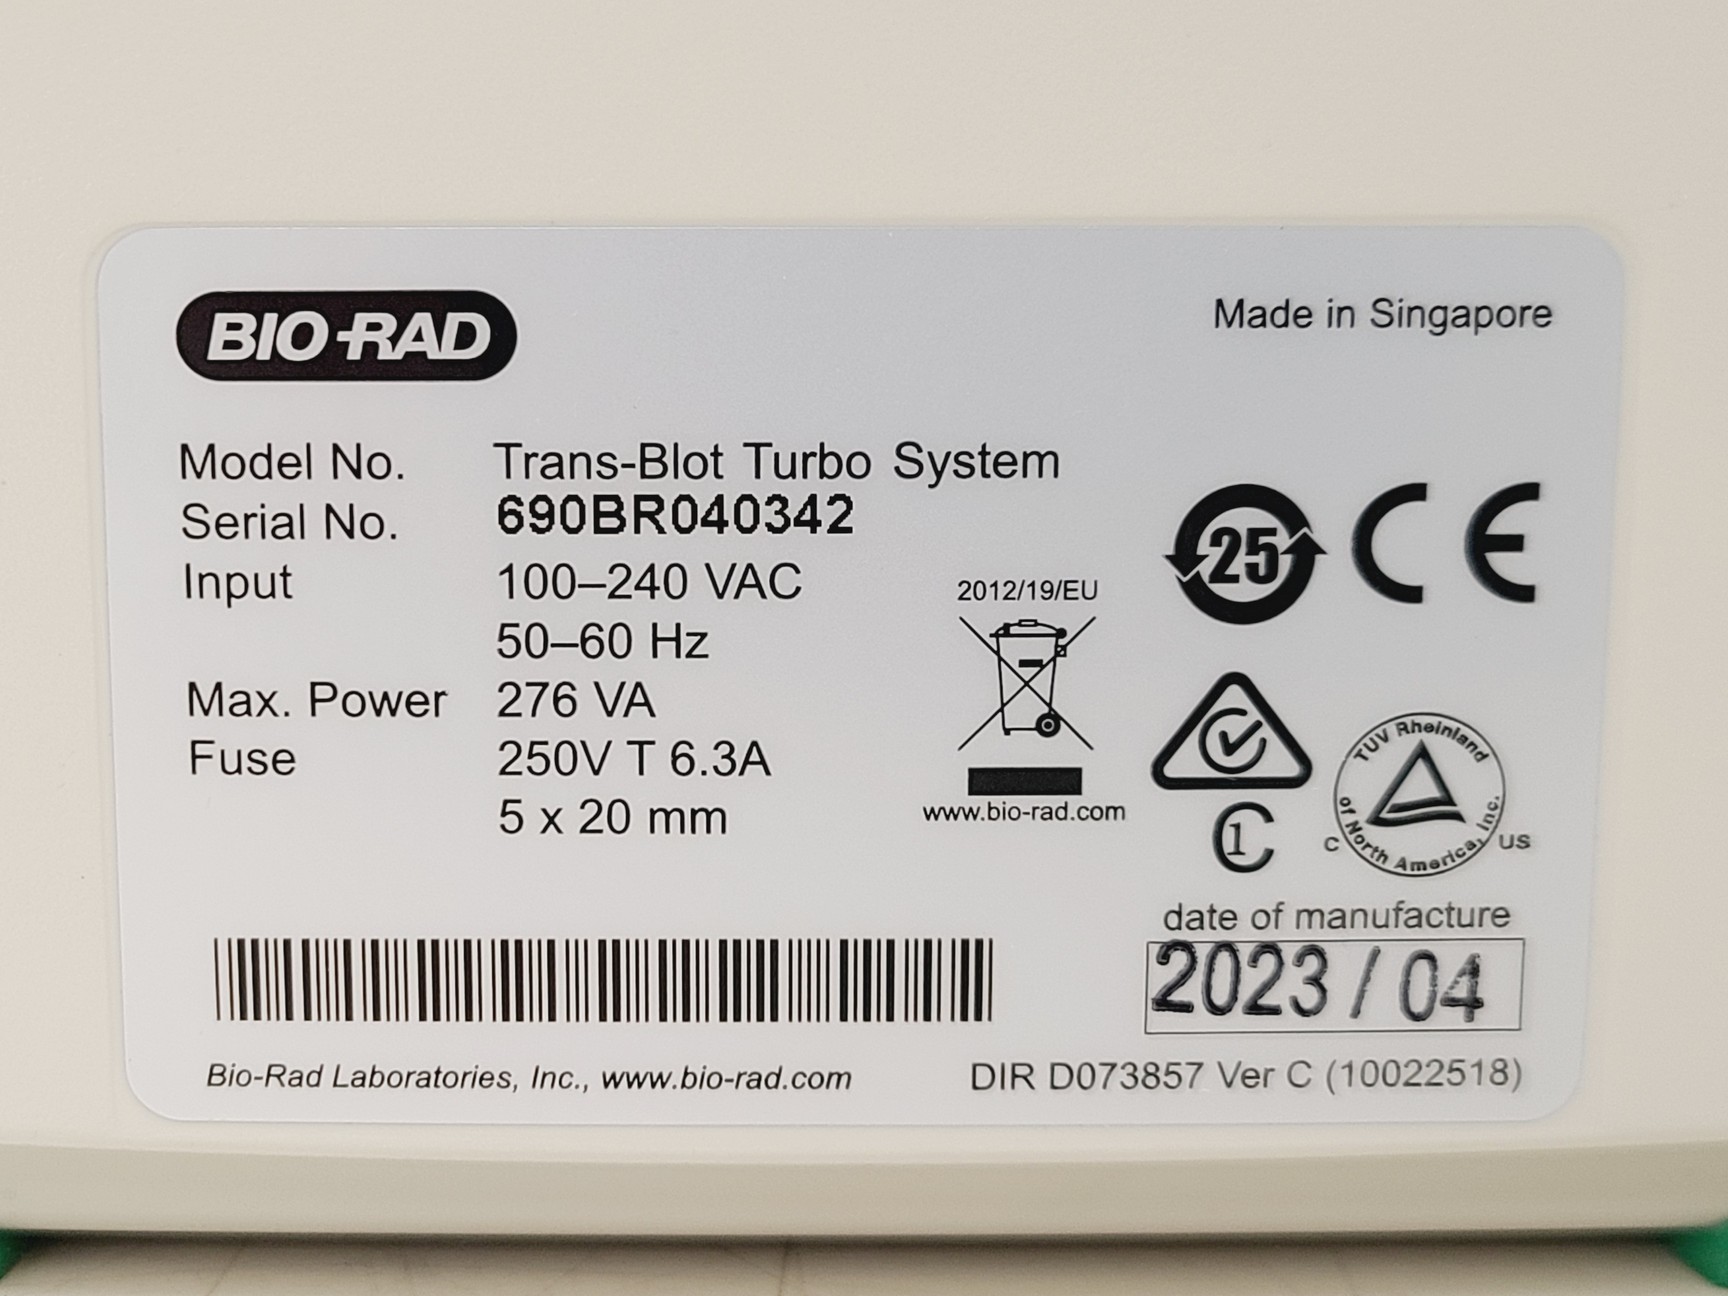 BIO-RAD
Made in Singapore
Model No. Trans-Blot Turbo System
Serial No. 690BR040342
Input 100–240 VAC
50–60 Hz
Max. Power 276 VA
Fuse 250V T 6.3A
5 x 20 mm
2012/19/EU
www.bio-rad.com
25
CE
C 1
TUV Rheinland
of North America, Inc.
C US
date of manufacture
2023 / 04
Bio-Rad Laboratories, Inc., www.bio-rad.com
DIR D073857 Ver C (10022518)